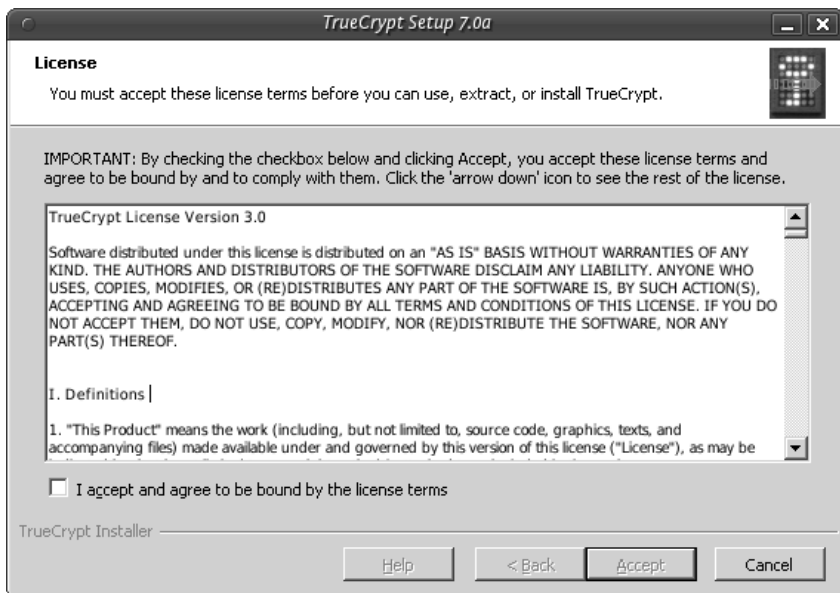 TrueCrypt Setup 7.0a
License
You must accept these license terms before you can use, extract, or install TrueCrypt.
IMPORTANT: By checking the checkbox below and clicking Accept, you accept these license terms and
agree to be bound by and to comply with them. Click the 'arrow down' icon to see the rest of the license.
TrueCrypt License Version 3.0
Software distributed under this license is distributed on an "AS IS" BASIS WITHOUT WARRANTIES OF ANY
KIND. THE AUTHORS AND DISTRIBUTORS OF THE SOFTWARE DISCLAIM ANY LIABILITY. ANYONE WHO
USES, COPIES, MODIFIES, OR (RE)DISTRIBUTES ANY PART OF THE SOFTWARE IS, BY SUCH ACTION(S),
ACCEPTING AND AGREEING TO BE BOUND BY ALL TERMS AND CONDITIONS OF THIS LICENSE. IF YOU DO
NOT ACCEPT THEM, DO NOT USE, COPY, MODIFY, NOR (RE)DISTRIBUTE THE SOFTWARE, NOR ANY
PART(S) THEREOF.
I. Definitions
1. "This Product" means the work (including, but not limited to, source code, graphics, texts, and
accompanying files) made available under and governed by this version of this license ("License"), as may be
I accept and agree to be bound by the license terms
TrueCrypt Installer
Help
< Back
Accept
Cancel